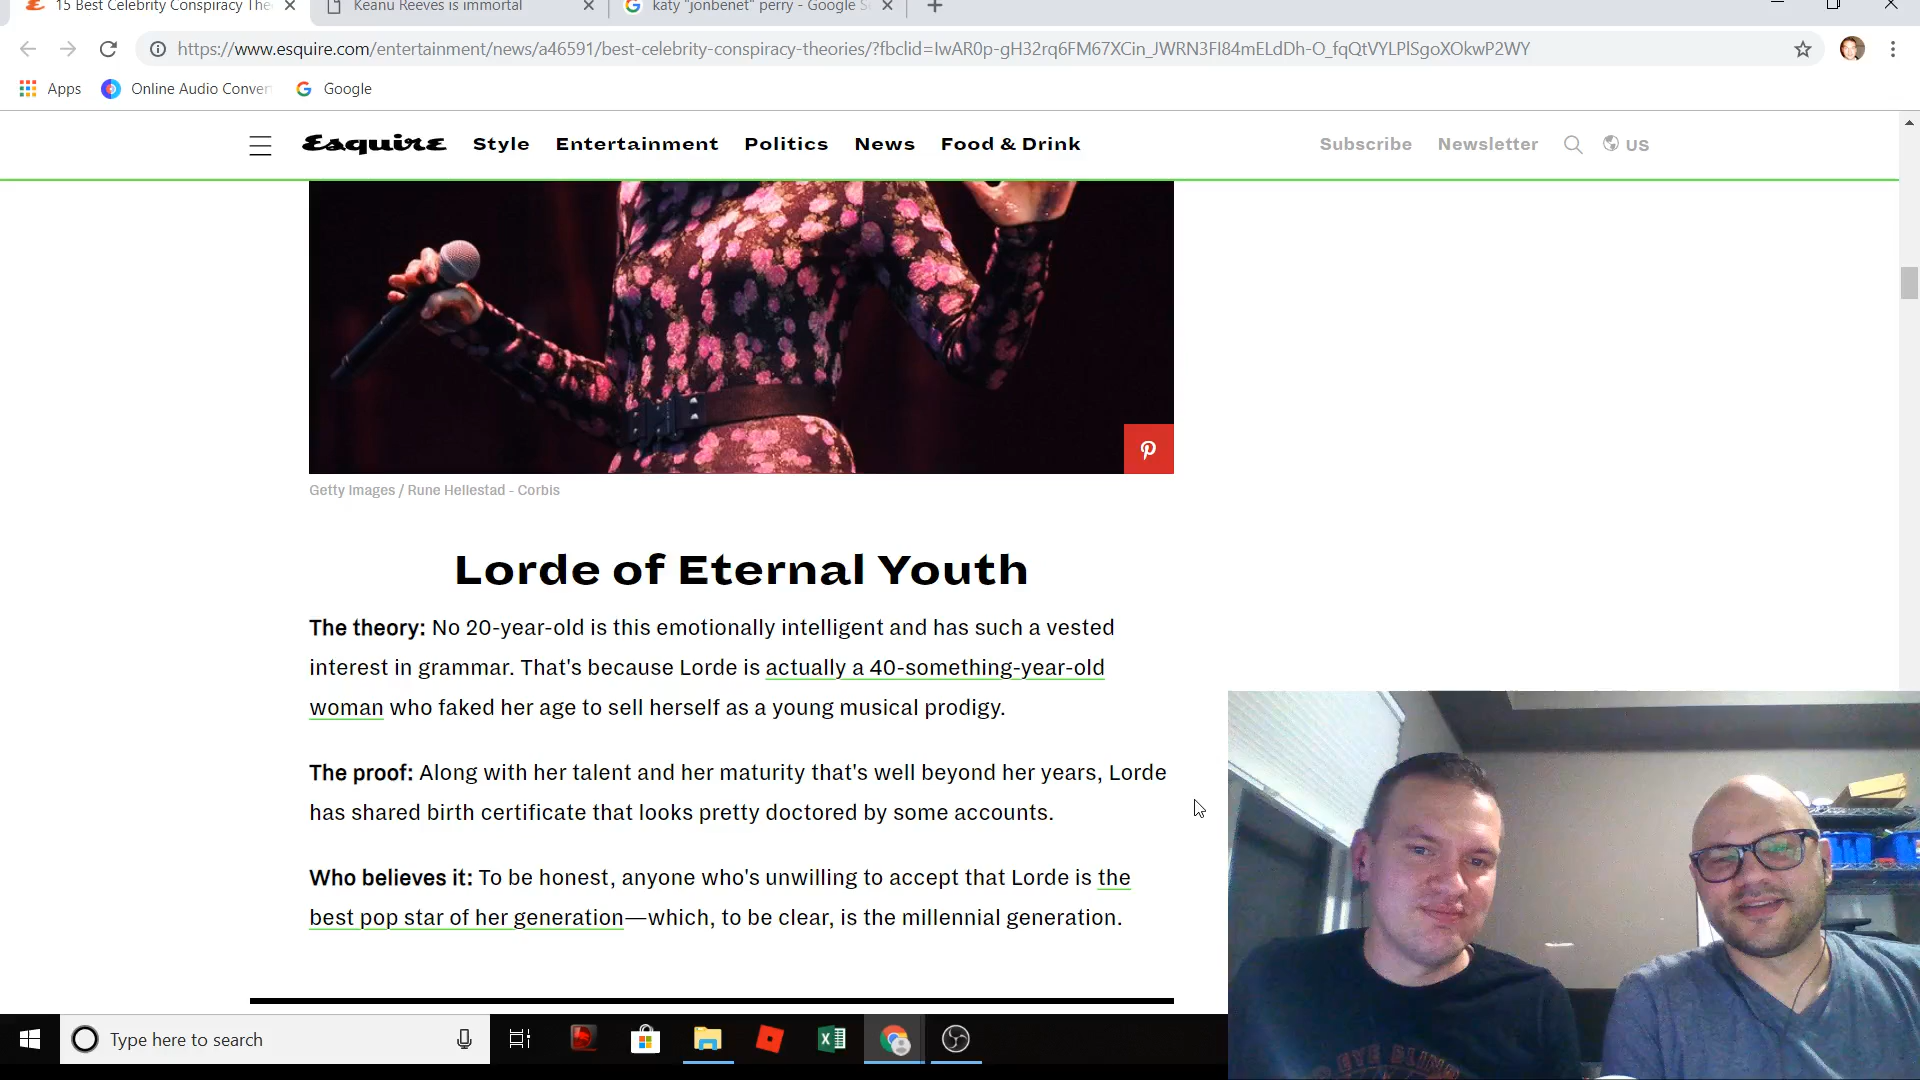 15 Best Celebrity Conspiracy The
Keanu Reeves is immortal
katy "jonbenet" perry - Google S
https://www.esquire.com/entertainment/news/a46591/best-celebrity-conspiracy-theories/?fbclid=IwAR0p-gH32rq6FM67XCin_JWRN3FI84mELdDh-O_fqQtVYLPlSgoXOkwP2WY
Apps
Online Audio Conver
Google
Esquire
Style
Entertainment
Politics
News
Food & Drink
Subscribe
Newsletter
US
Getty Images / Rune Hellestad - Corbis
Lorde of Eternal Youth
The theory: No 20-year-old is this emotionally intelligent and has such a vested
interest in grammar. That's because Lorde is actually a 40-something-year-old
woman who faked her age to sell herself as a young musical prodigy.
The proof: Along with her talent and her maturity that's well beyond her years, Lorde
has shared birth certificate that looks pretty doctored by some accounts.
Who believes it: To be honest, anyone who's unwilling to accept that Lorde is the
best pop star of her generation—which, to be clear, is the millennial generation.
Type here to search